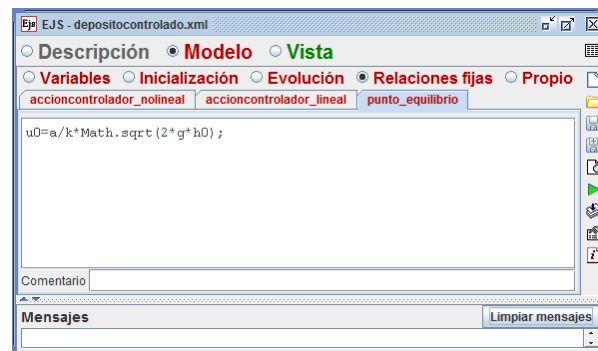 Ejs EJS - depositocontrolado.xml
Descripción Modelo Vista
Variables Inicialización Evolución Relaciones fijas Propio
accioncontrolador_nolineal accioncontrolador_lineal punto_equilibrio
u0=a/k*Math.sqrt(2*g*h0);
Comentario
Mensajes Limpiar mensajes